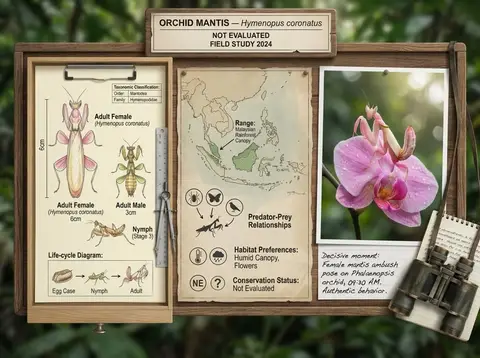 ORCHID MANTIS — Hymenopus coronatus
NOT EVALUATED
FIELD STUDY 2024
Taxonomic Classification:
Order: Mantodea
Family: Hymenopodidae
Adult Female
(Hymenopus coronatus)
6cm
Adult Female
(Hymenopus coronatus)
6cm
Adult Male
3cm
Nymph
(Stage 3)
Life-cycle Diagram:
Egg Case
Nymph
Adult
Range:
Malaysian
Rainforest
Canopy
Predator-Prey
Relationships
Habitat Preferences:
Humid Canopy,
Flowers
NE
?
Conservation Status:
Not Evaluated
Decisive moment:
Female mantis ambush
pose on Phalaenopsis
orchid, 09:30 AM.
Authentic behavior.